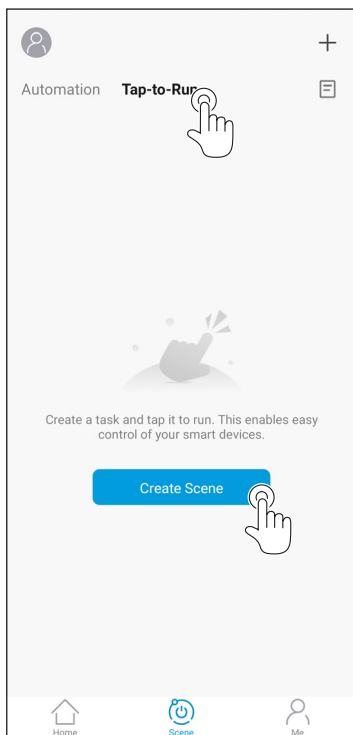 Automation Tap-to-Run
Create a task and tap it to run. This enables easy
control of your smart devices.
Create Scene
Home Scene Me